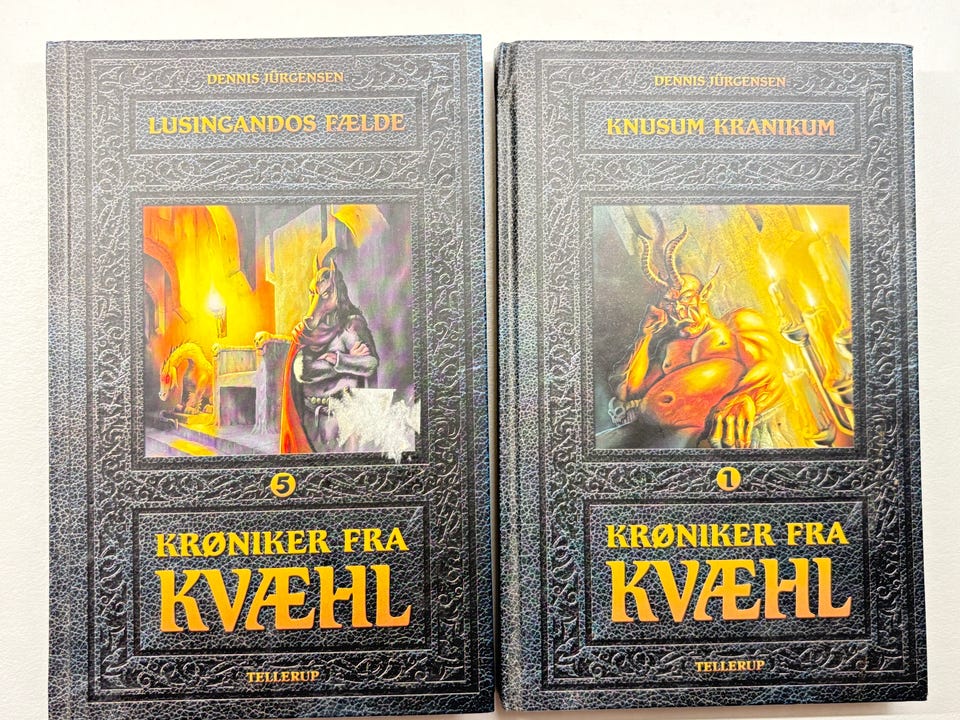 DENNIS JÜRGENSEN
LUSINGANDOS FÆLDE
5
KRØNIKER FRA
KVÆHL
TELLERUP
DENNIS JÜRGENSEN
KNUSUM KRANIKUM
1
KRØNIKER FRA
KVÆHL
TELLERUP